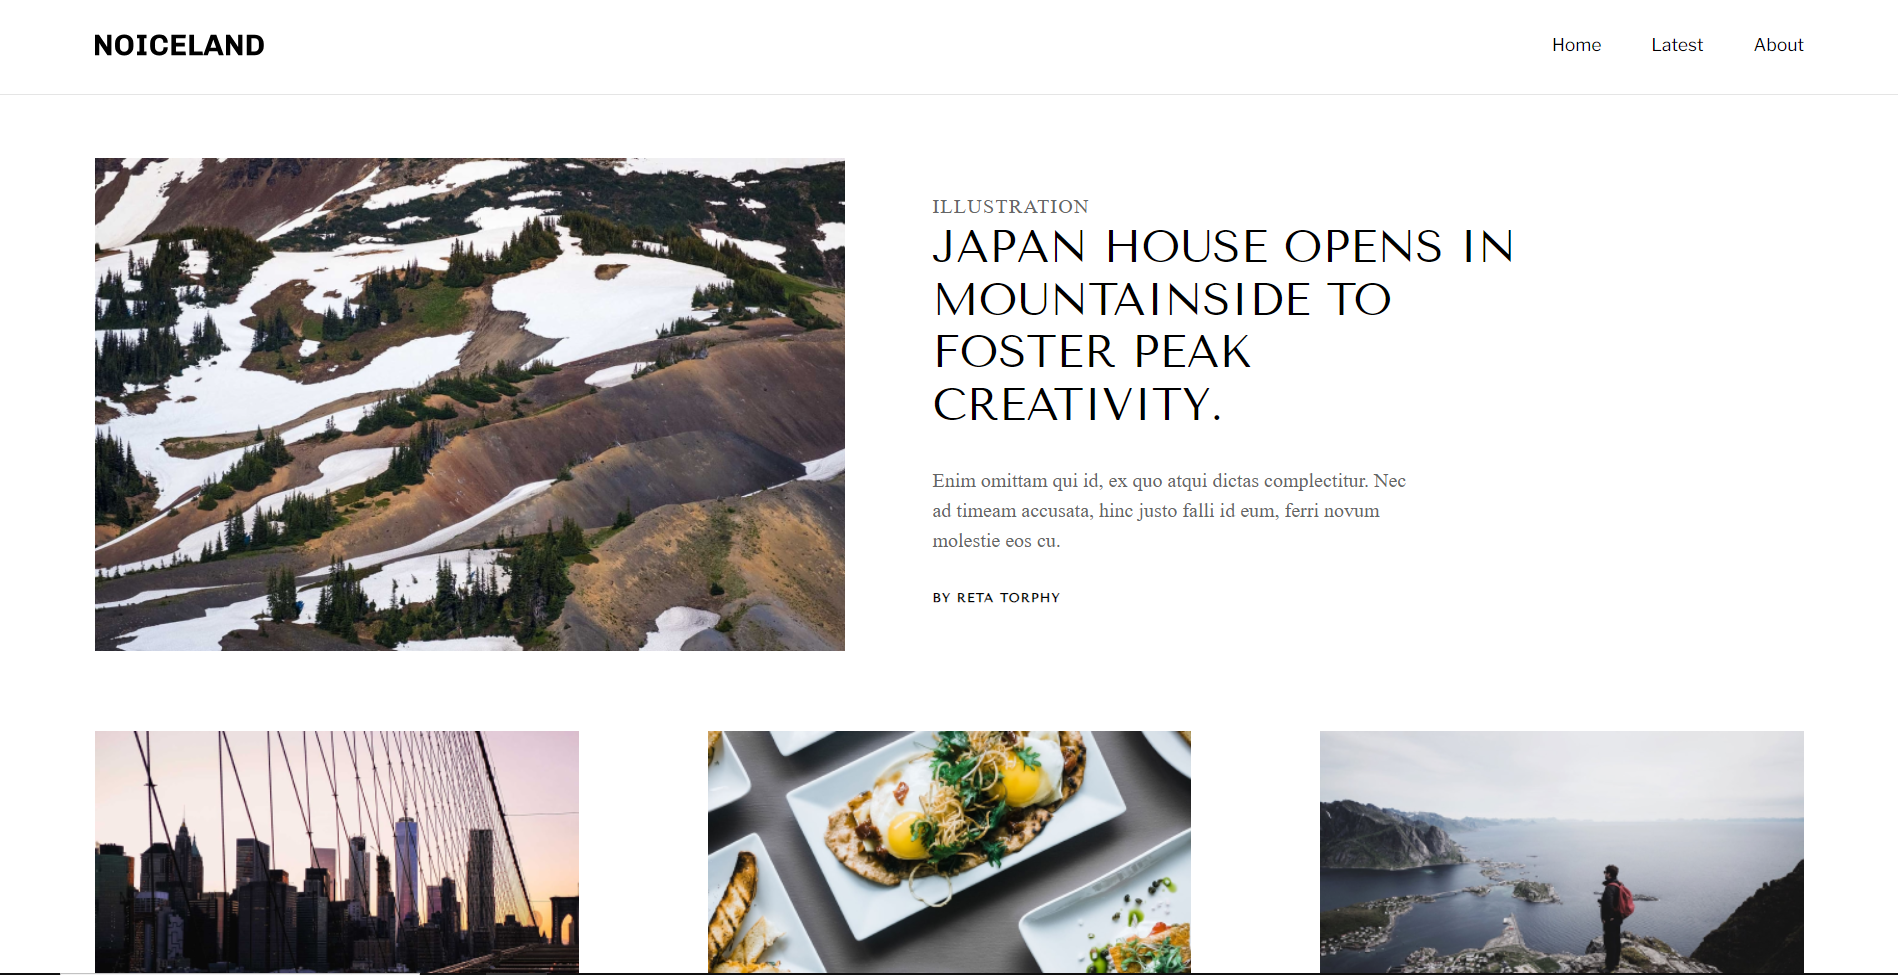 NOICELAND
Home Latest About
ILLUSTRATION
JAPAN HOUSE OPENS IN
MOUNTAINSIDE TO
FOSTER PEAK
CREATIVITY.
Enim omittam qui id, ex quo atqui dictas complectitur. Nec
ad timeam accusata, hinc justo falli id eum, ferri novum
molestie eos cu.
BY RETA TORPHY